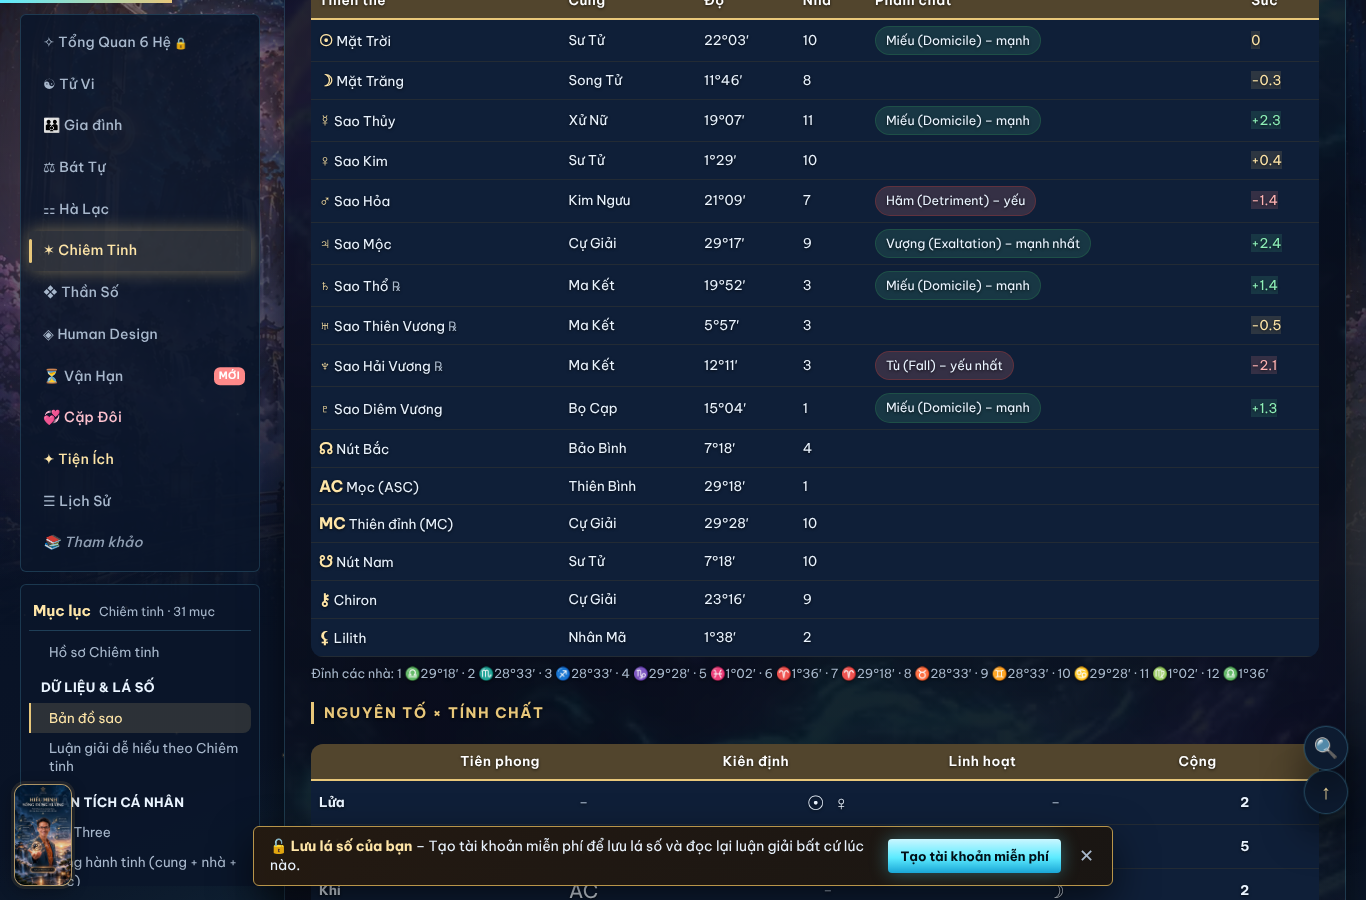 ✧ Tổng Quan 6 Hệ 🔒
☯ Tử Vi
👪 Gia đình
⚖ Bát Tự
⚏ Hà Lạc
✶ Chiêm Tinh
❖ Thần Số
◈ Human Design
⏳ Vận Hạn MỚI
💞 Cặp Đôi
✦ Tiện Ích
☰ Lịch Sử
📚 Tham khảo
Mục lục Chiêm tinh · 31 mục
Hồ sơ Chiêm tinh
DỮ LIỆU & LÁ SỐ
Bản đồ sao
Luận giải dễ hiểu theo Chiêm
tinh
N TÍCH CÁ NHÂN
Three
g hành tinh (cung + nhà +
Thiên thể Cung Độ Nhà Phẩm chất Sức
☉ Mặt Trời Sư Tử 22°03′ 10 Miếu (Domicile) – mạnh 0
☽ Mặt Trăng Song Tử 11°46′ 8 −0.3
☿ Sao Thủy Xử Nữ 19°07′ 11 Miếu (Domicile) – mạnh +2.3
♀ Sao Kim Sư Tử 1°29′ 10 +0.4
♂ Sao Hỏa Kim Ngưu 21°09′ 7 Hãm (Detriment) – yếu −1.4
♃ Sao Mộc Cự Giải 29°17′ 9 Vượng (Exaltation) – mạnh nhất +2.4
♄ Sao Thổ ℞ Ma Kết 19°52′ 3 Miếu (Domicile) – mạnh +1.4
♅ Sao Thiên Vương ℞ Ma Kết 5°57′ 3 −0.5
♆ Sao Hải Vương ℞ Ma Kết 12°11′ 3 Tù (Fall) – yếu nhất −2.1
♇ Sao Diêm Vương Bọ Cạp 15°04′ 1 Miếu (Domicile) – mạnh +1.3
☊ Nút Bắc Bảo Bình 7°18′ 4
AC Mọc (ASC) Thiên Bình 29°18′ 1
MC Thiên đỉnh (MC) Cự Giải 29°28′ 10
☋ Nút Nam Sư Tử 7°18′ 10
⚷ Chiron Cự Giải 23°16′ 9
⚸ Lilith Nhân Mã 1°38′ 2
Đỉnh các nhà: 1 ♎29°18′ · 2 ♏28°33′ · 3 ♐28°33′ · 4 ♑29°28′ · 5 ♓1°02′ · 6 ♈1°36′ · 7 ♈29°18′ · 8 ♉28°33′ · 9 ♊28°33′ · 10 ♋29°28′ · 11 ♍1°02′ · 12 ♎1°36′
NGUYÊN TỐ × TÍNH CHẤT
Tiên phong Kiên định Linh hoạt Cộng
Lửa – ☉ ♀ – 2
5
Khí AC – ☽ 2
🔓 Lưu lá số của bạn – Tạo tài khoản miễn phí để lưu lá số và đọc lại luận giải bất cứ lúc
nào.
Tạo tài khoản miễn phí ✕
🔍
↑